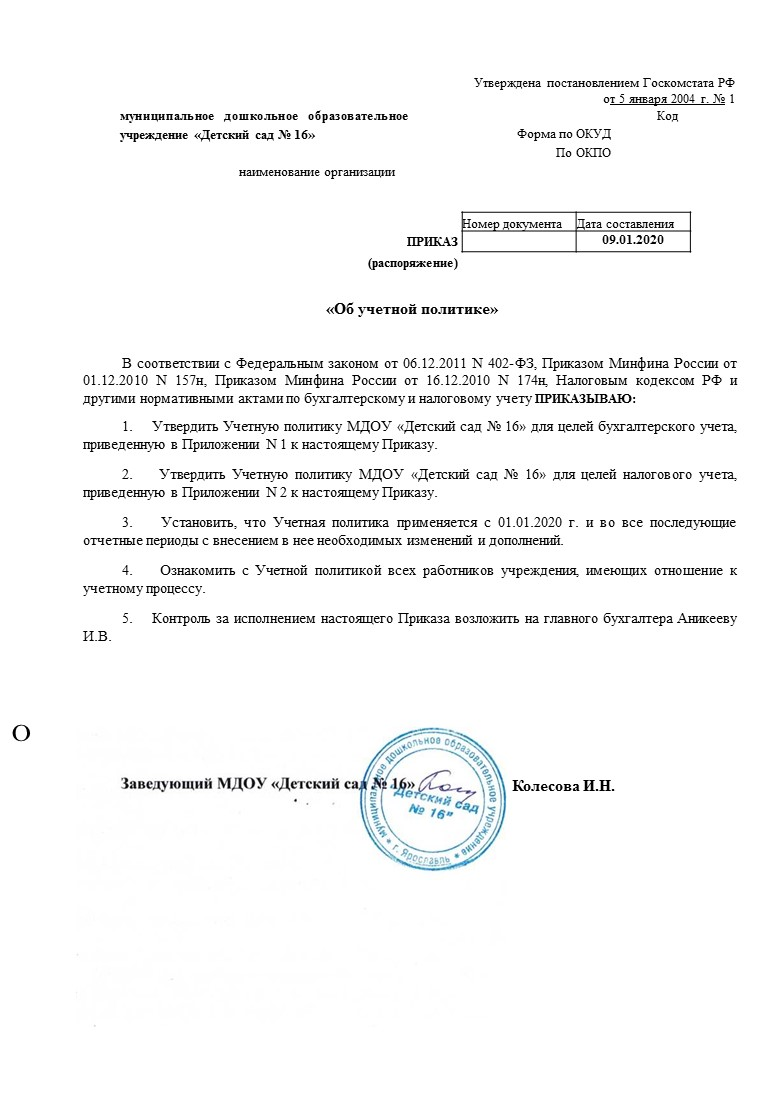 Утверждена постановлением Госкомстата РФ
от 5 января 2004 г. № 1
муниципальное дошкольное образовательное
учреждение «Детский сад № 16»
Код
Форма по ОКУД
По ОКПО
наименование организации
Номер документа Дата составления
ПРИКАЗ 09.01.2020
(распоряжение)
«Об учетной политике»
В соответствии с Федеральным законом от 06.12.2011 N 402-ФЗ, Приказом Минфина России от
01.12.2010 N 157н, Приказом Минфина России от 16.12.2010 N 174н, Налоговым кодексом РФ и
другими нормативными актами по бухгалтерскому и налоговому учету ПРИКАЗЫВАЮ:
1. Утвердить Учетную политику МДОУ «Детский сад № 16» для целей бухгалтерского учета,
приведенную в Приложении N 1 к настоящему Приказу.
2. Утвердить Учетную политику МДОУ «Детский сад № 16» для целей налогового учета,
приведенную в Приложении N 2 к настоящему Приказу.
3. Установить, что Учетная политика применяется с 01.01.2020 г. и во все последующие
отчетные периоды с внесением в нее необходимых изменений и дополнений.
4. Ознакомить с Учетной политикой всех работников учреждения, имеющих отношение к
учетному процессу.
5. Контроль за исполнением настоящего Приказа возложить на главного бухгалтера Аникееву
И.В.
О
Заведующий МДОУ «Детский сад № 16» Колесова И.Н.
муниципальное дошкольное образовательное учреждение
* г. Ярославль *
"Детский сад
№ 16"